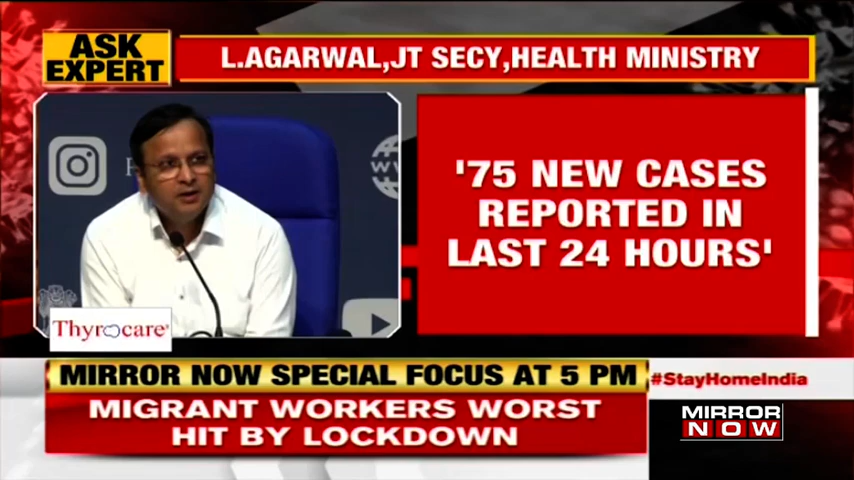 ASK
EXPERT
L.AGARWAL,JT SECY,HEALTH MINISTRY
'75 NEW CASES
REPORTED IN
LAST 24 HOURS'
Thyrocare®
MIRROR NOW SPECIAL FOCUS AT 5 PM
#StayHomeIndia
MIGRANT WORKERS WORST
HIT BY LOCKDOWN
MIRROR
NOW